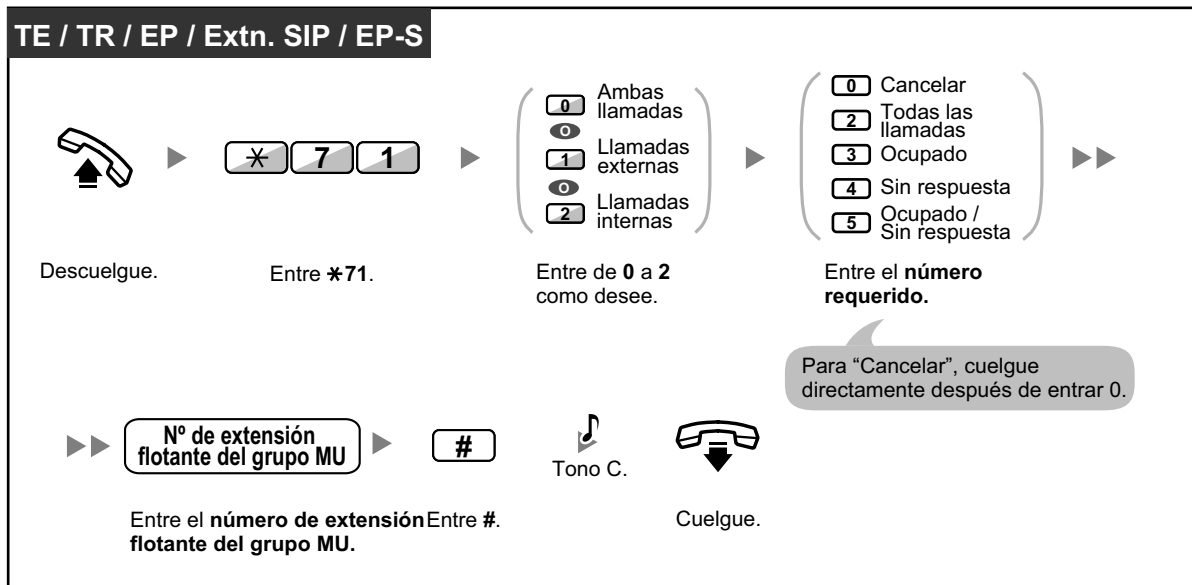 TE / TR / EP / Extn. SIP / EP-S
0 Ambas
llamadas
O
1 Llamadas
externas
O
2 Llamadas
internas
0 Cancelar
2 Todas las
llamadas
3 Ocupado
4 Sin respuesta
5 Ocupado /
Sin respuesta
* 7 1
Descuelgue.
Entre *71.
Entre de 0 a 2
como desee.
Entre el número
requerido.
Para “Cancelar”, cuelgue
directamente después de entrar 0.
Nº de extensión
flotante del grupo MU
#
Tono C.
Entre el número de extensión
flotante del grupo MU.
Entre #.
Cuelgue.